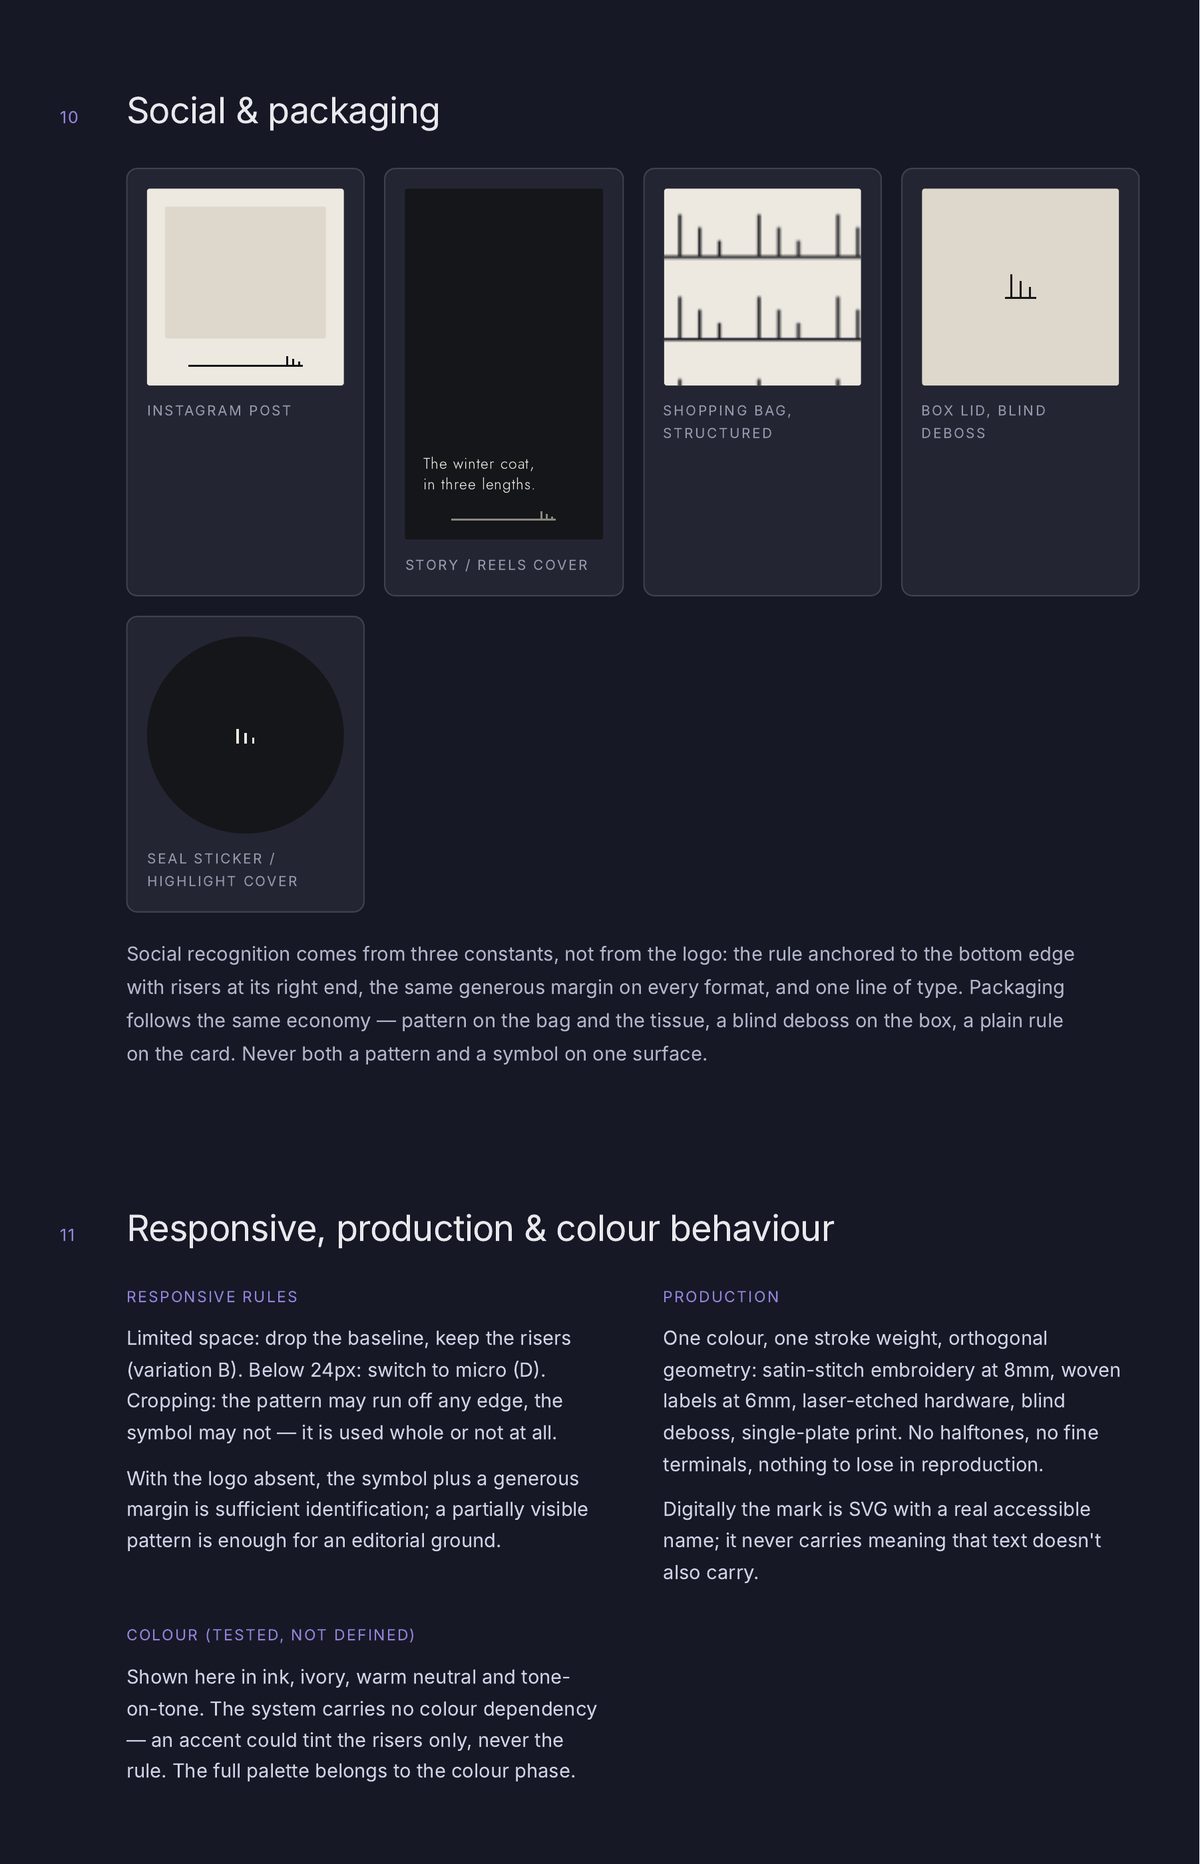 10
Social & packaging
INSTAGRAM POST
The winter coat,
in three lengths.
STORY / REELS COVER
SHOPPING BAG,
STRUCTURED
BOX LID, BLIND
DEBOSS
SEAL STICKER /
HIGHLIGHT COVER
Social recognition comes from three constants, not from the logo: the rule anchored to the bottom edge
with risers at its right end, the same generous margin on every format, and one line of type. Packaging
follows the same economy — pattern on the bag and the tissue, a blind deboss on the box, a plain rule
on the card. Never both a pattern and a symbol on one surface.
11
Responsive, production & colour behaviour
RESPONSIVE RULES
Limited space: drop the baseline, keep the risers
(variation B). Below 24px: switch to micro (D).
Cropping: the pattern may run off any edge, the
symbol may not — it is used whole or not at all.
With the logo absent, the symbol plus a generous
margin is sufficient identification; a partially visible
pattern is enough for an editorial ground.
PRODUCTION
One colour, one stroke weight, orthogonal
geometry: satin-stitch embroidery at 8mm, woven
labels at 6mm, laser-etched hardware, blind
deboss, single-plate print. No halftones, no fine
terminals, nothing to lose in reproduction.
Digitally the mark is SVG with a real accessible
name; it never carries meaning that text doesn't
also carry.
COLOUR (TESTED, NOT DEFINED)
Shown here in ink, ivory, warm neutral and tone-
on-tone. The system carries no colour dependency
— an accent could tint the risers only, never the
rule. The full palette belongs to the colour phase.